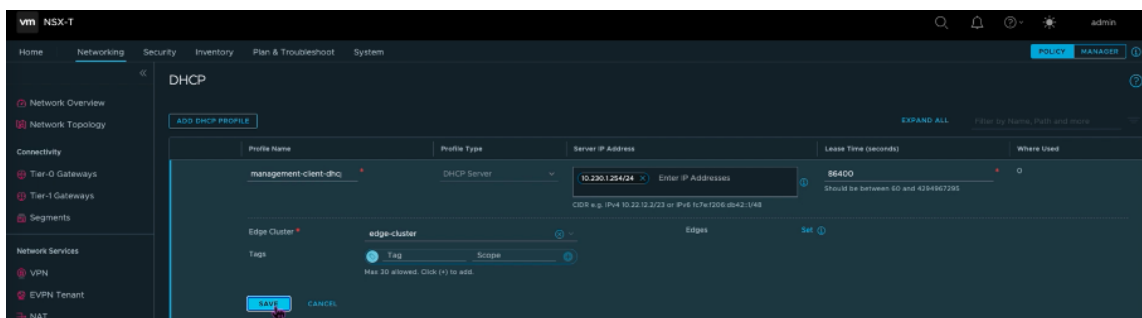 vm NSX-T admin
Home Networking Security Inventory Plan & Troubleshoot System POLICY MANAGER
DHCP
Network Overview
Network Topology
ADD DHCP PROFILE EXPAND ALL Filter by Name, Path and more
Connectivity
Profile Name Profile Type Server IP Address Lease Time (seconds) Where Used
Tier-0 Gateways
management-client-dhc * DHCP Server 10.230.1.254/24 Enter IP Addresses 86400 * 0
Should be between 60 and 4294967295
Tier-1 Gateways
CIDR e.g. IPv4 10.22.12.2/23 or IPv6 fc7e:f206:db42::1/48
Segments
Edge Cluster * edge-cluster Edges Set
Network Services
Tags Tag Scope
Max 30 allowed. Click (+) to add.
VPN
EVPN Tenant
SAVE CANCEL
NAT